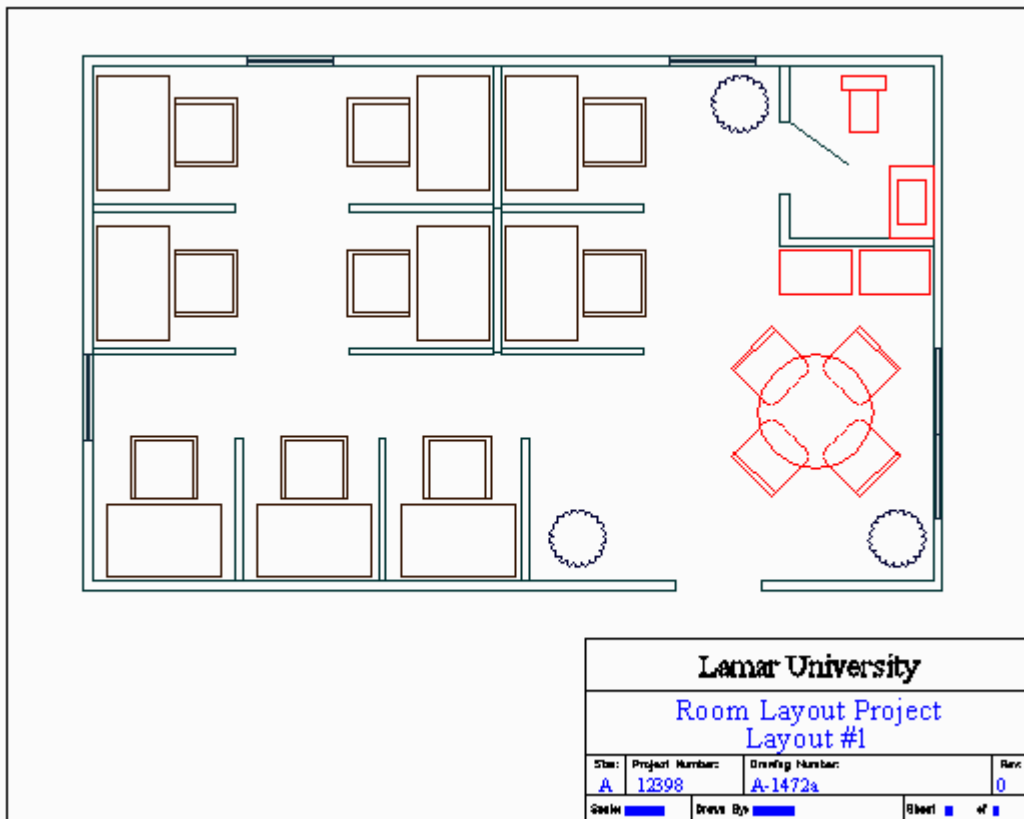 Lamar University
Room Layout Project
Layout #1
Size: Project Number: Drawing Number: Rev:
A 12398 A-1472a 0
Scale: Drawn By: Sheet of